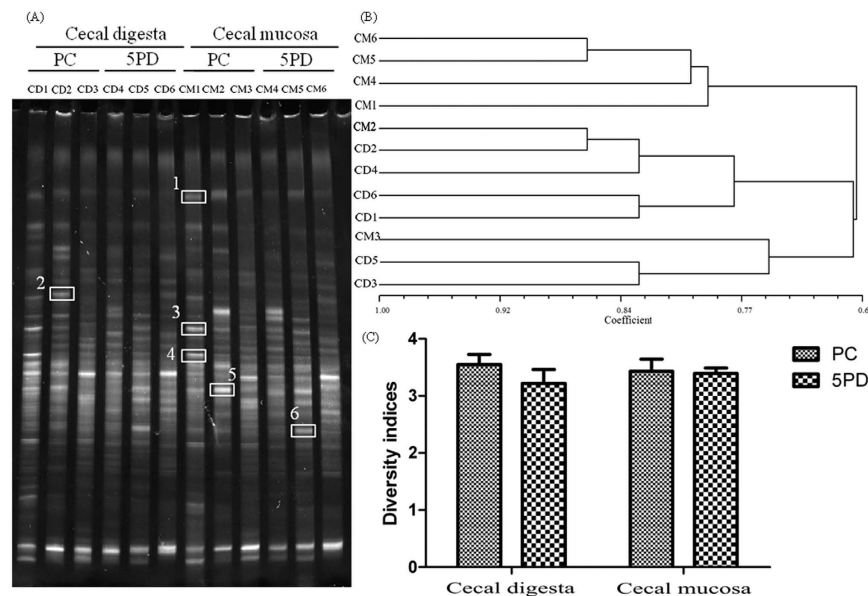 (A)
Cecal digesta Cecal mucosa
PC 5PD PC 5PD
CD1 CD2 CD3 CD4 CD5 CD6 CM1 CM2 CM3 CM4 CM5 CM6
1
2
3
4
5
6
(B)
CM6
CM5
CM4
CM1
CM2
CD2
CD4
CD6
CD1
CM3
CD5
CD3
1.00 0.92 0.84 0.77 0.6
Coefficient
(C)
Diversity indices
4
3
2
1
0
PC
5PD
Cecal digesta Cecal mucosa